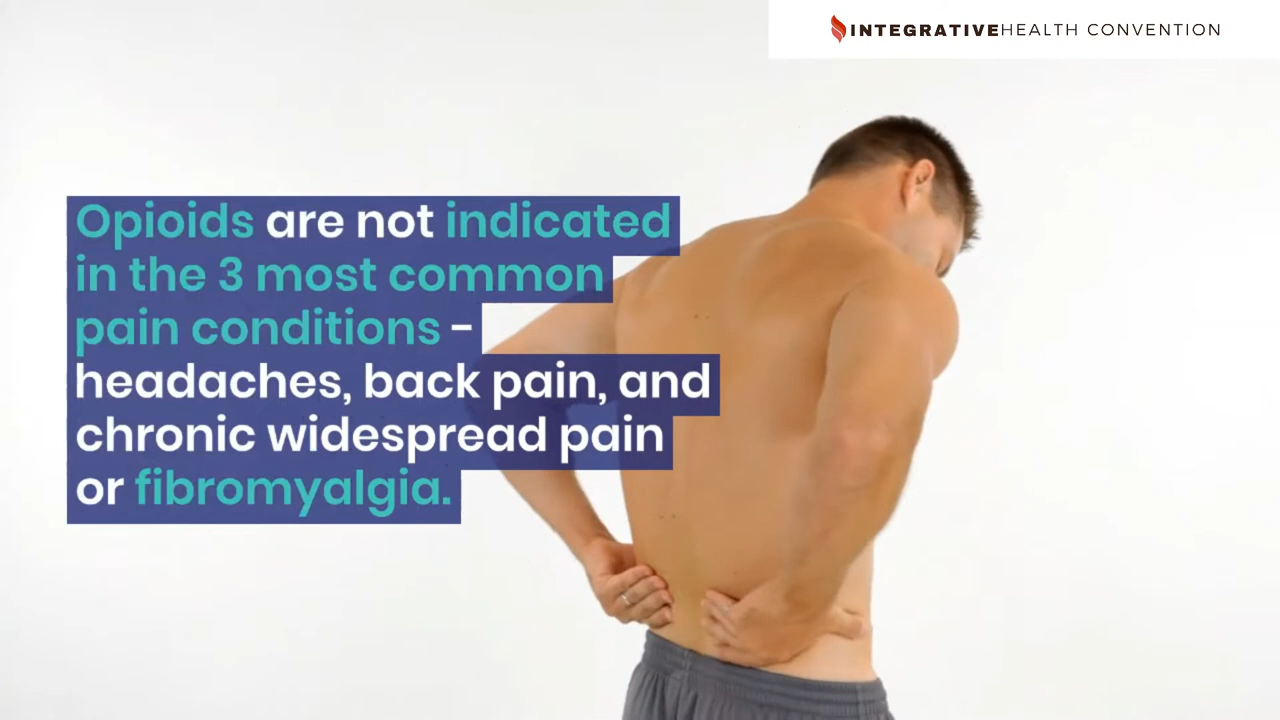 INTEGRATIVEHEALTH CONVENTION
Opioids are not indicated
in the 3 most common
pain conditions -
headaches, back pain, and
chronic widespread pain
or fibromyalgia.